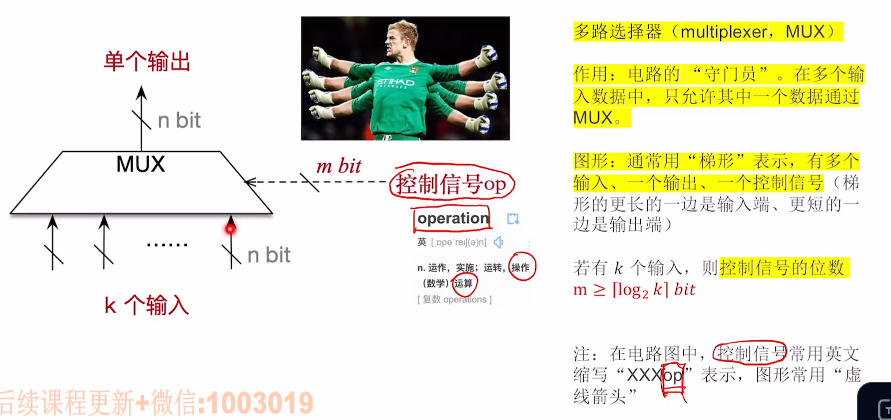 单个输出
n bit
MUX
m bit
控制信号op
……
n bit
k 个输入
ETIHAD
operation
英 [ˌɒpəˈreɪʃ(ə)n]
n. 运作，实施；运转，操作
（数学）运算
[ 复数 operations ]
多路选择器（multiplexer，MUX）
作用：电路的 “守门员”。在多个输
入数据中，只允许其中一个数据通过
MUX。
图形：通常用“梯形”表示，有多个
输入、一个输出、一个控制信号（梯
形的更长的一边是输入端、更短的一
边是输出端）
若有 k 个输入，则控制信号的位数
m ≥ ⌈log₂ k⌉ bit
注：在电路图中，控制信号常用英文
缩写“XXXop”表示，图形常用“虚
线箭头”
后续课程更新+微信:1003019